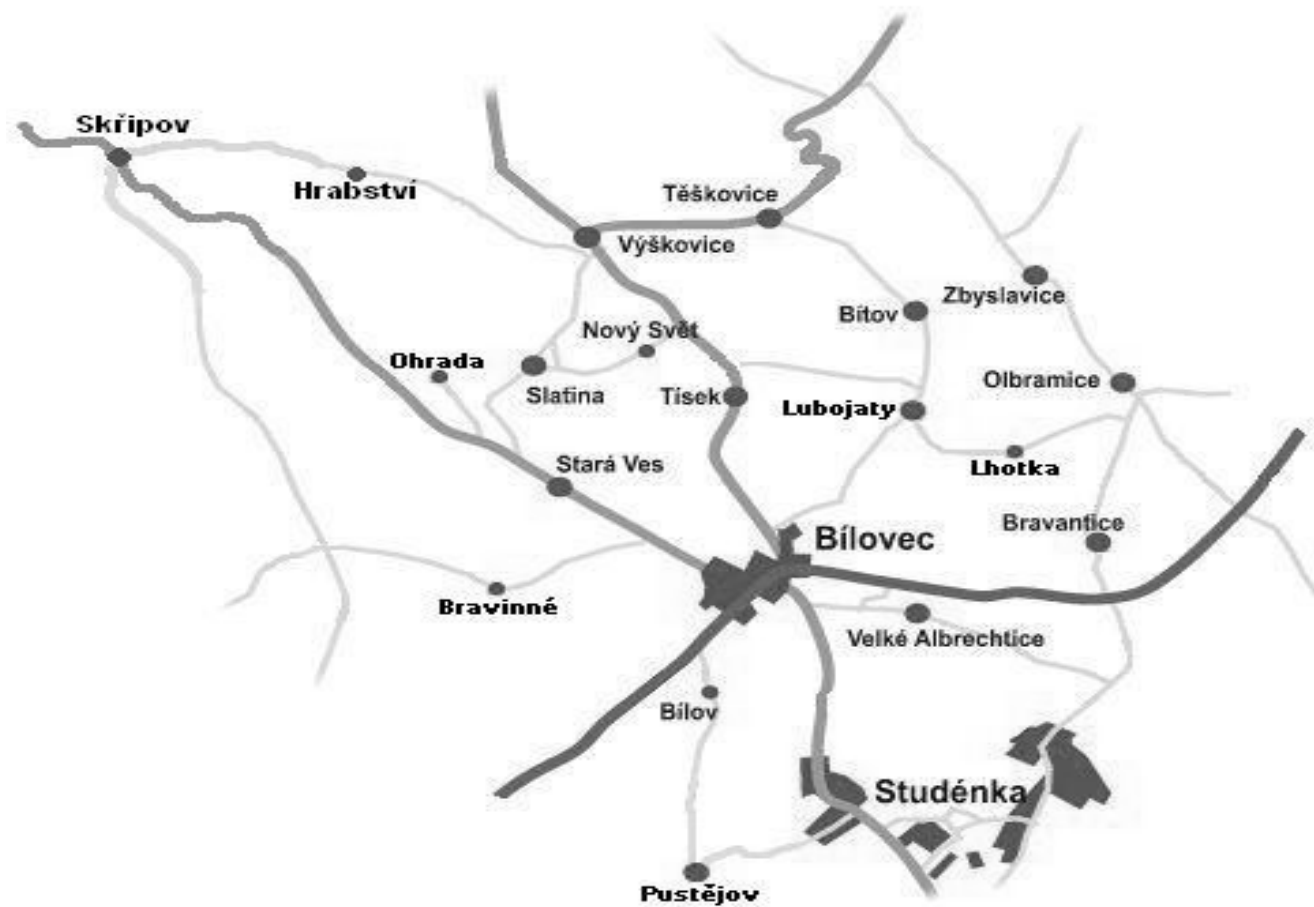 Skřipov
Hrabství
Těškovice
Výškovice
Zbyslavice
Bítov
Nový Svět
Ohrada
Slatina
Tísek
Olbramice
Lubojaty
Stará Ves
Lhotka
Bravantice
Bílovec
Bravinné
Velké Albrechtice
Bílov
Studénka
Pustějov